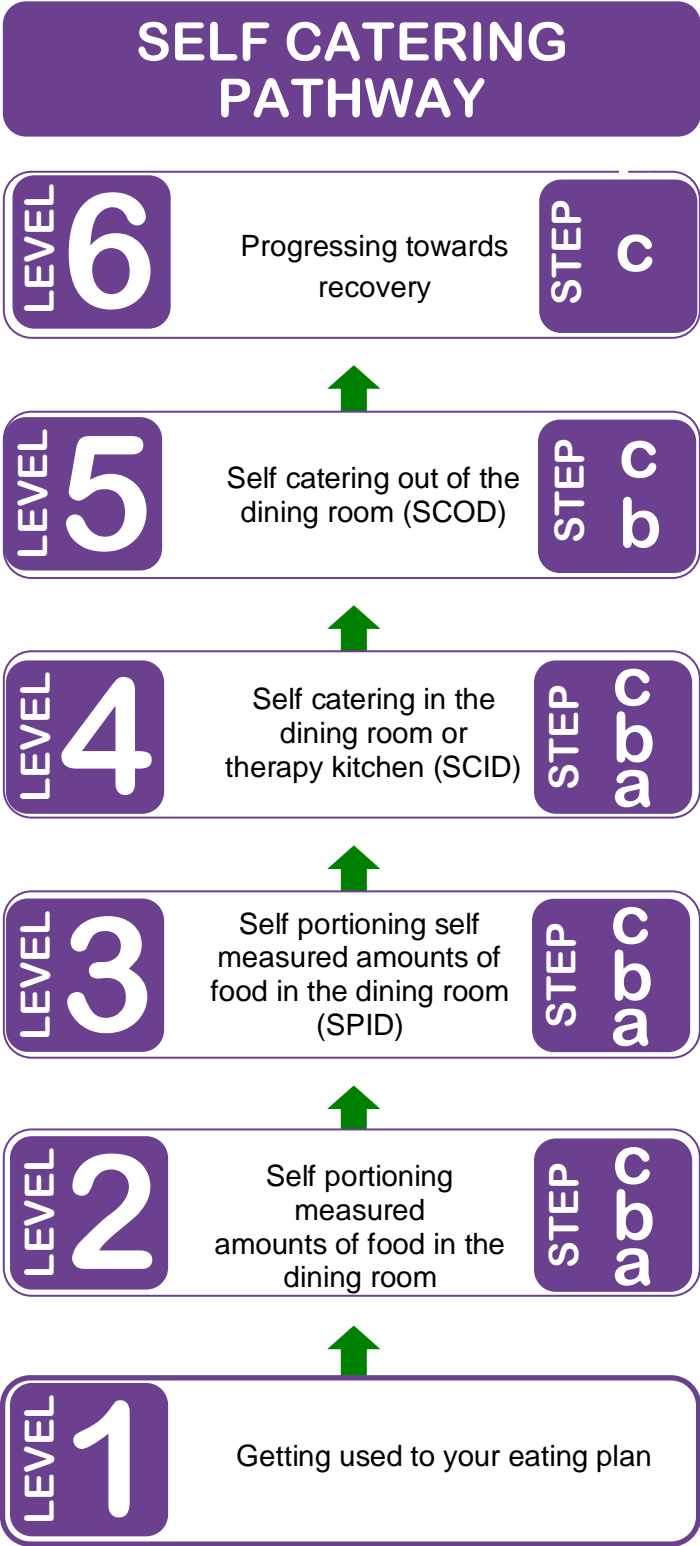 SELF CATERING
PATHWAY
LEVEL 6
Progressing towards
recovery
STEP
c
LEVEL 5
Self catering out of the
dining room (SCOD)
STEP
c
b
LEVEL 4
Self catering in the
dining room or
therapy kitchen (SCID)
STEP
c
b
a
LEVEL 3
Self portioning self
measured amounts of
food in the dining room
(SPID)
STEP
c
b
a
LEVEL 2
Self portioning
measured
amounts of food in the
dining room
STEP
c
b
a
LEVEL 1
Getting used to your eating plan